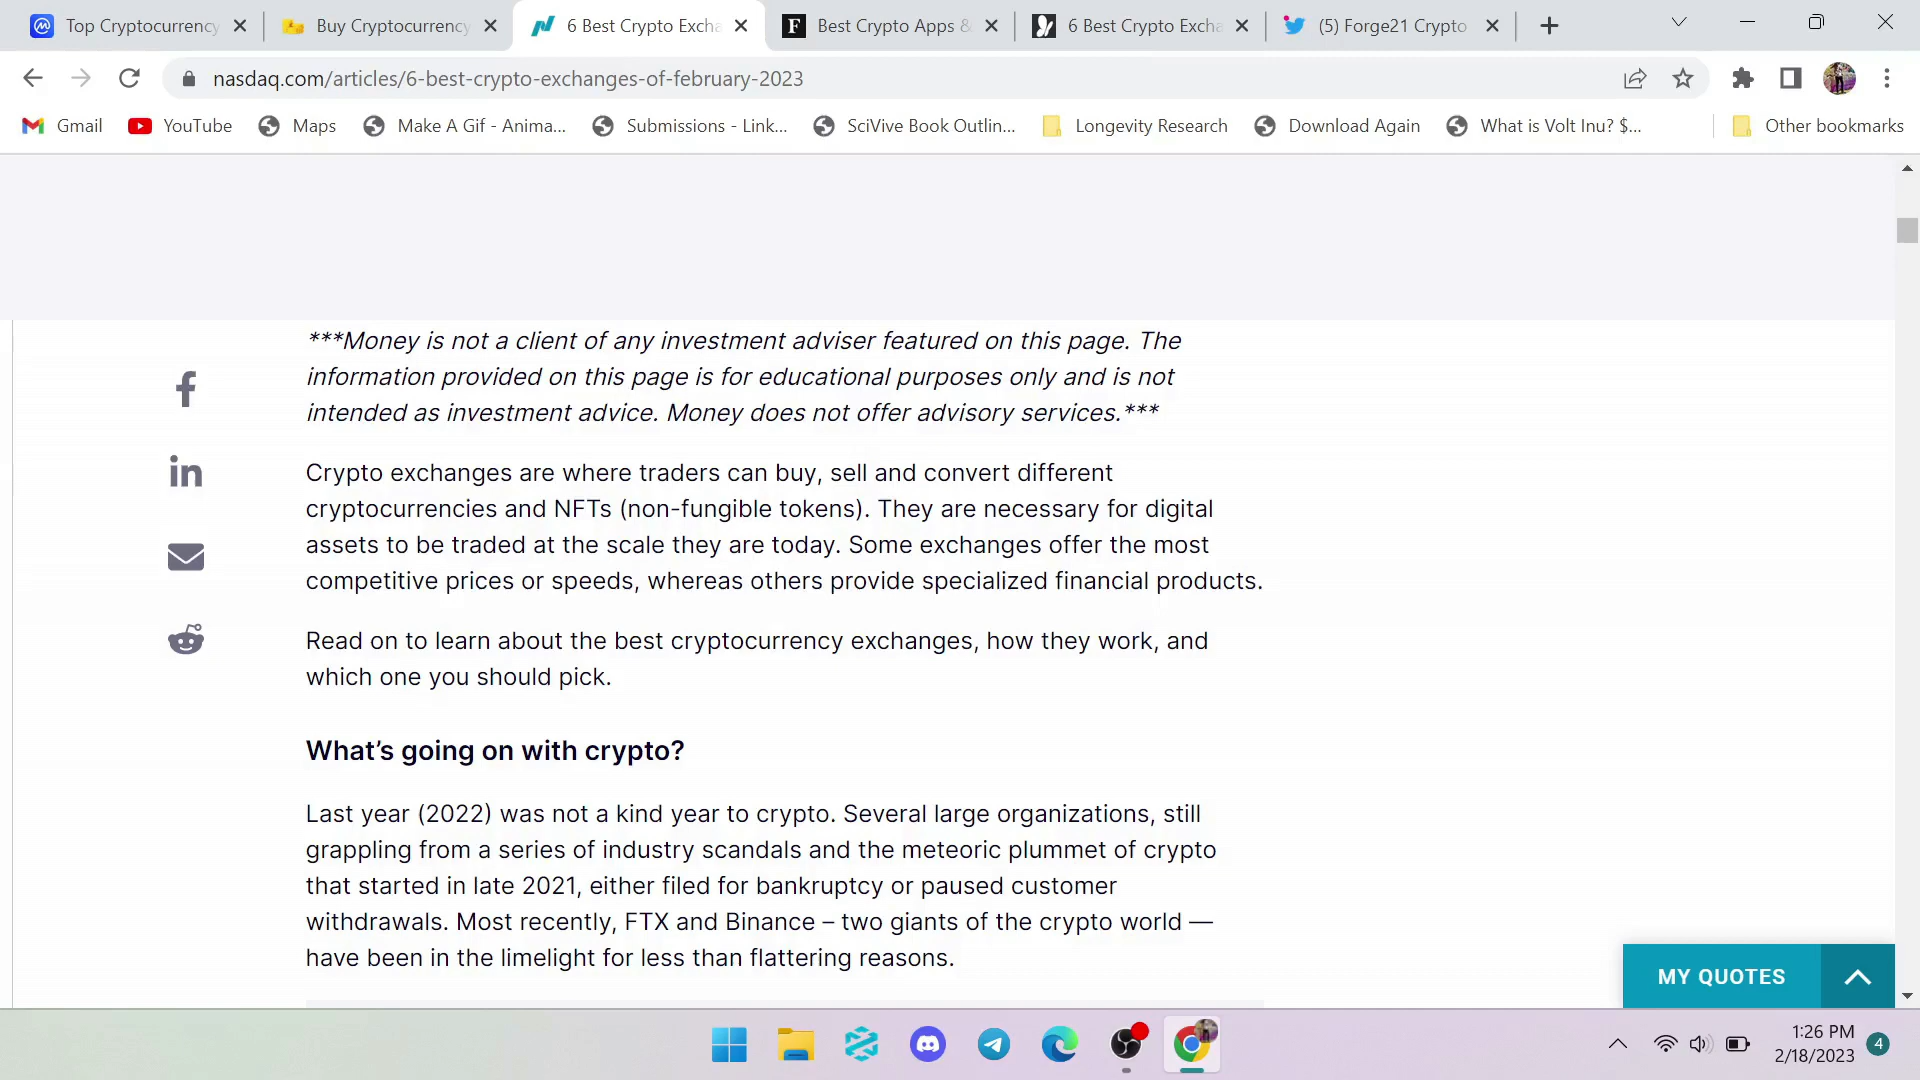 Top Cryptocurrency
Buy Cryptocurrency
6 Best Crypto Excha
Best Crypto Apps &
6 Best Crypto Excha
(5) Forge21 Crypto
nasdaq.com/articles/6-best-crypto-exchanges-of-february-2023
Gmail
YouTube
Maps
Make A Gif - Anima...
Submissions - Link...
SciVive Book Outlin...
Longevity Research
Download Again
What is Volt Inu? $...
Other bookmarks
***Money is not a client of any investment adviser featured on this page. The
information provided on this page is for educational purposes only and is not
intended as investment advice. Money does not offer advisory services.***
Crypto exchanges are where traders can buy, sell and convert different
cryptocurrencies and NFTs (non-fungible tokens). They are necessary for digital
assets to be traded at the scale they are today. Some exchanges offer the most
competitive prices or speeds, whereas others provide specialized financial products.
Read on to learn about the best cryptocurrency exchanges, how they work, and
which one you should pick.
What's going on with crypto?
Last year (2022) was not a kind year to crypto. Several large organizations, still
grappling from a series of industry scandals and the meteoric plummet of crypto
that started in late 2021, either filed for bankruptcy or paused customer
withdrawals. Most recently, FTX and Binance – two giants of the crypto world —
have been in the limelight for less than flattering reasons.
MY QUOTES
1:26 PM
2/18/2023
4